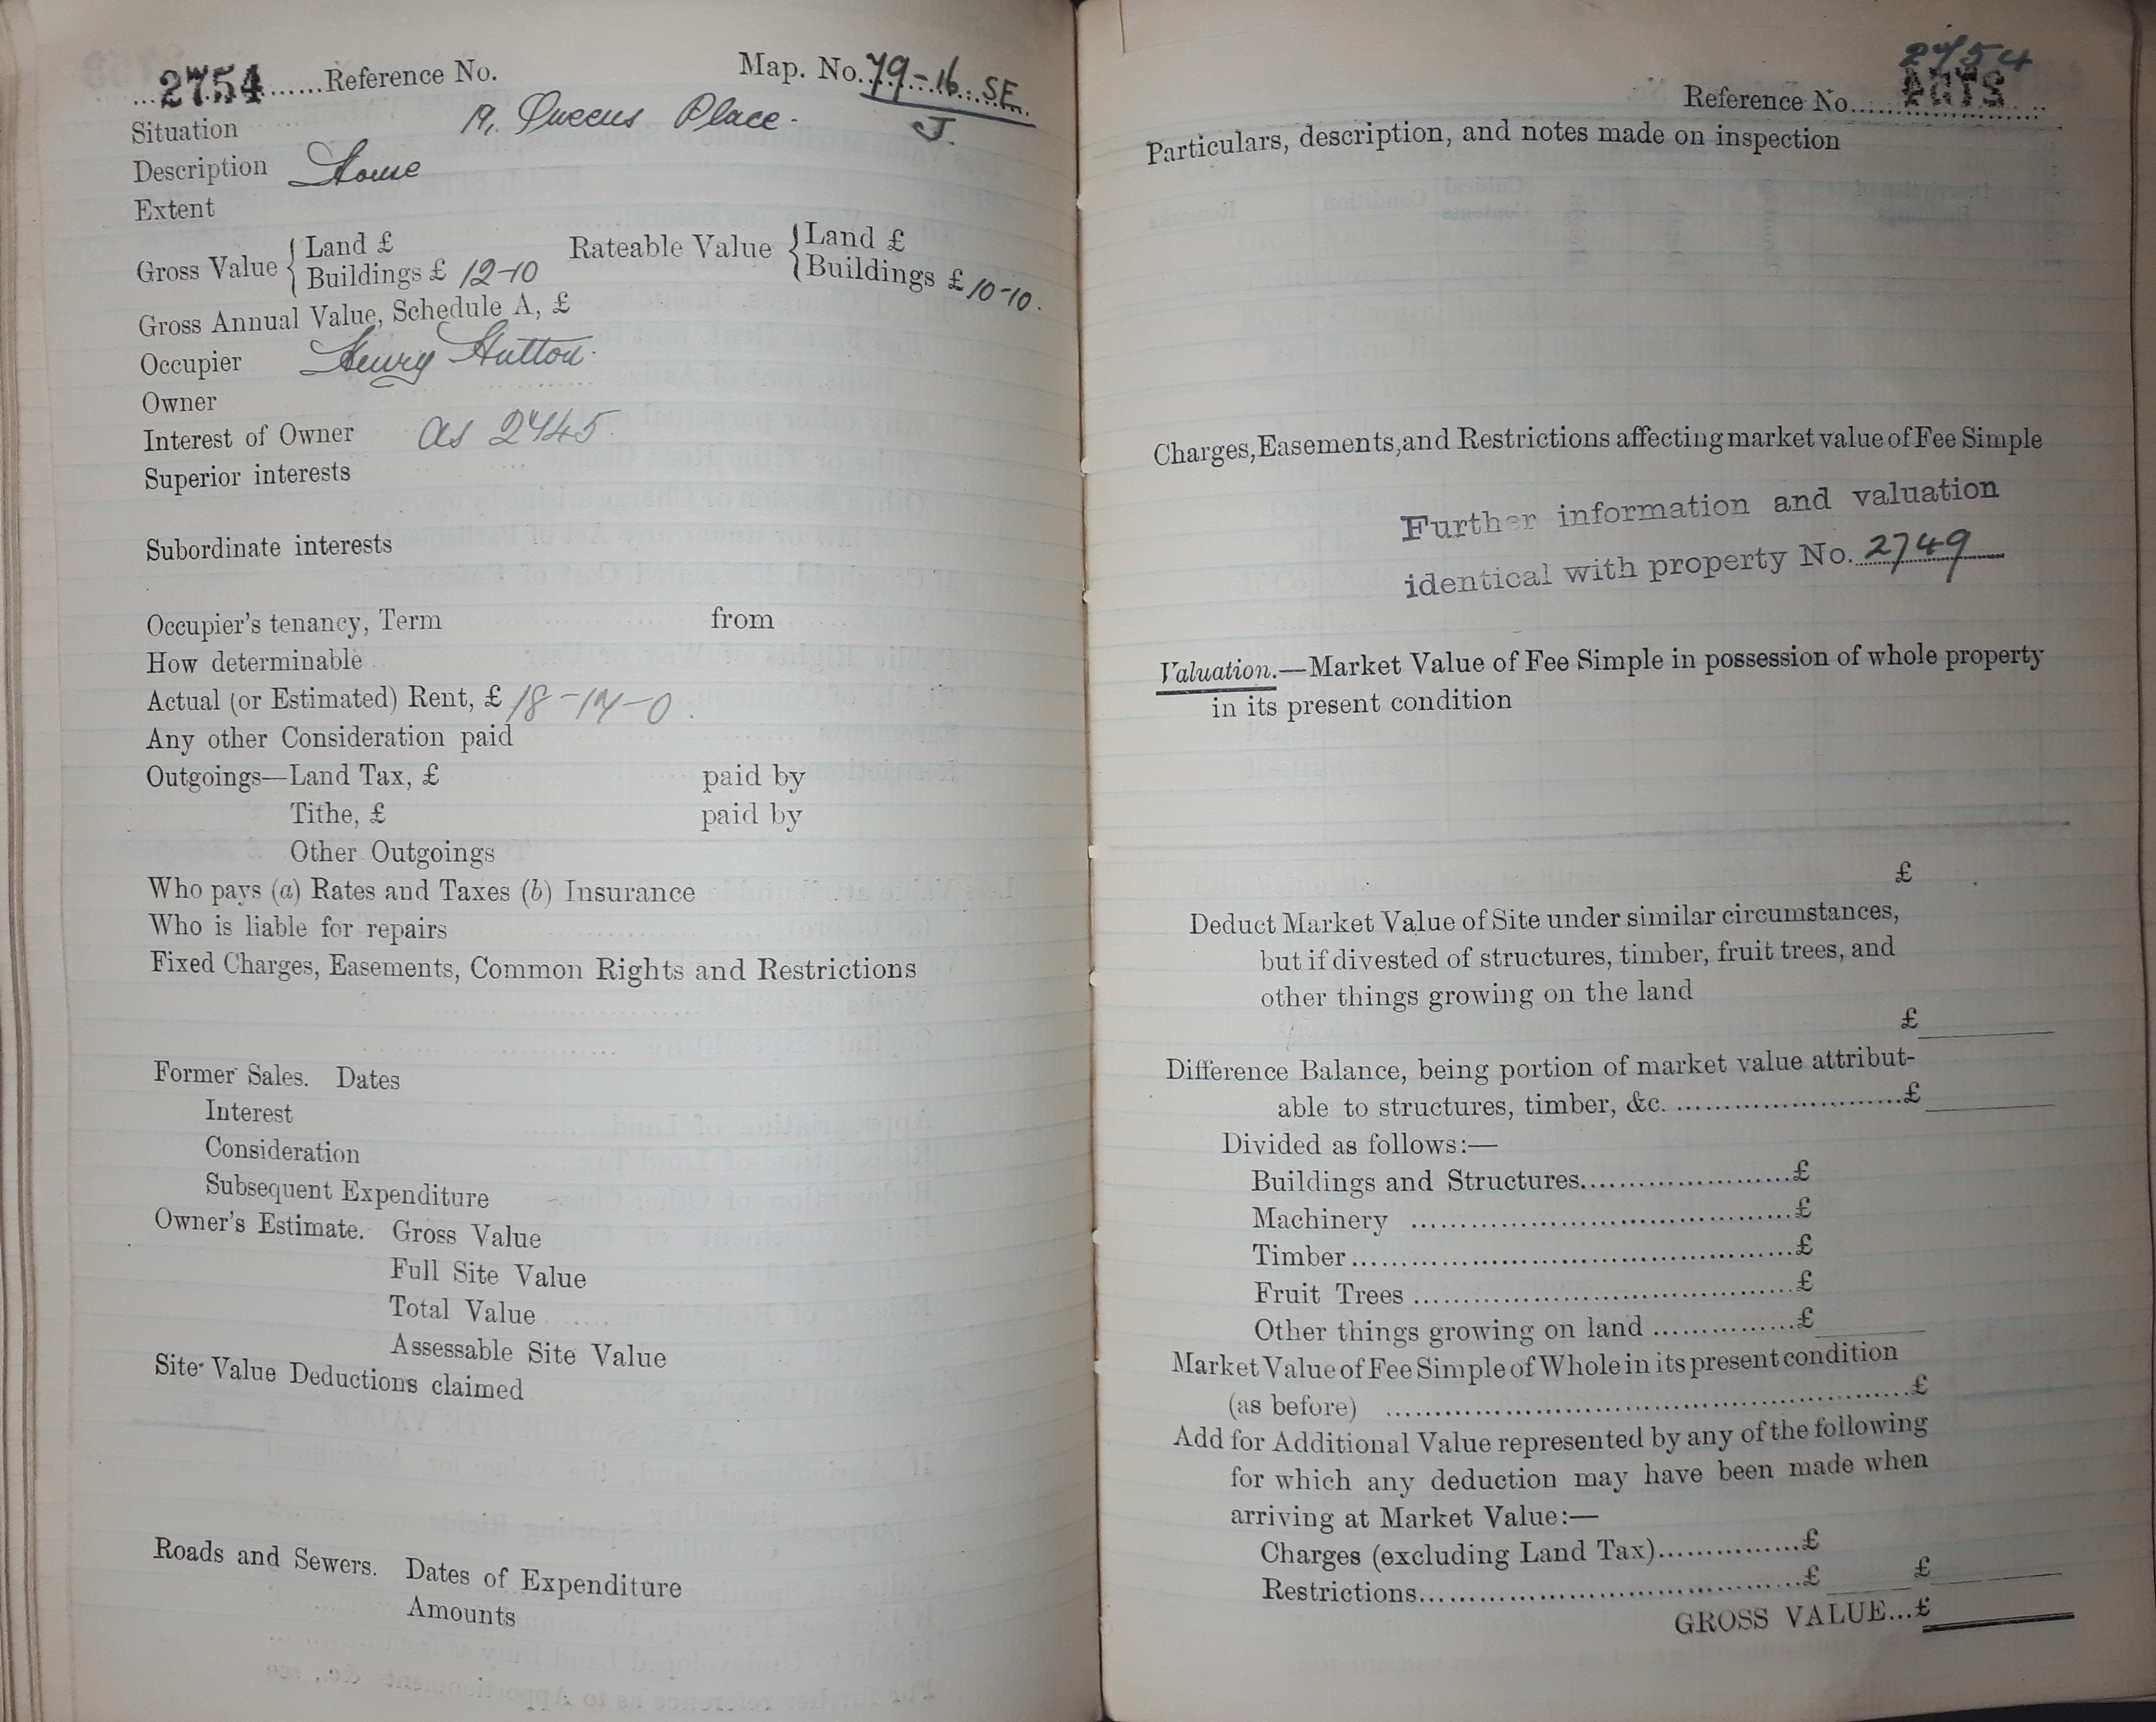 2754 Reference No. Map. No. 79-16. SE.
J.
Situation 19, Queens Place.
Description House
Extent
Gross Value { Land £ Rateable Value { Land £
Buildings £ 12-10 Buildings £ 10-10.
Gross Annual Value, Schedule A, £
Occupier Henry Hutton.
Owner
Interest of Owner as 2745.
Superior interests
Subordinate interests
Occupier's tenancy, Term from
How determinable
Actual (or Estimated) Rent, £ 18-14-0.
Any other Consideration paid
Outgoings—Land Tax, £ paid by
Tithe, £ paid by
Other Outgoings
Who pays (a) Rates and Taxes (b) Insurance
Who is liable for repairs
Fixed Charges, Easements, Common Rights and Restrictions
Former Sales. Dates
Interest
Consideration
Subsequent Expenditure
Owner's Estimate. Gross Value
Full Site Value
Total Value
Assessable Site Value
Site Value Deductions claimed
Roads and Sewers. Dates of Expenditure
Amounts
2754
Reference No.
Particulars, description, and notes made on inspection
Charges, Easements, and Restrictions affecting market value of Fee Simple
Further information and valuation
identical with property No. 2749
Valuation.—Market Value of Fee Simple in possession of whole property
in its present condition
£
Deduct Market Value of Site under similar circumstances,
but if divested of structures, timber, fruit trees, and
other things growing on the land
£
Difference Balance, being portion of market value attribut-
able to structures, timber, &c. ........................£
Divided as follows:—
Buildings and Structures.....................£
Machinery ......................................£
Timber............................................£
Fruit Trees ......................................£
Other things growing on land ..............£
Market Value of Fee Simple of Whole in its present condition
(as before) ..................................................£
Add for Additional Value represented by any of the following
for which any deduction may have been made when
arriving at Market Value:—
Charges (excluding Land Tax)..............£
Restrictions......................................£ £
GROSS VALUE...£